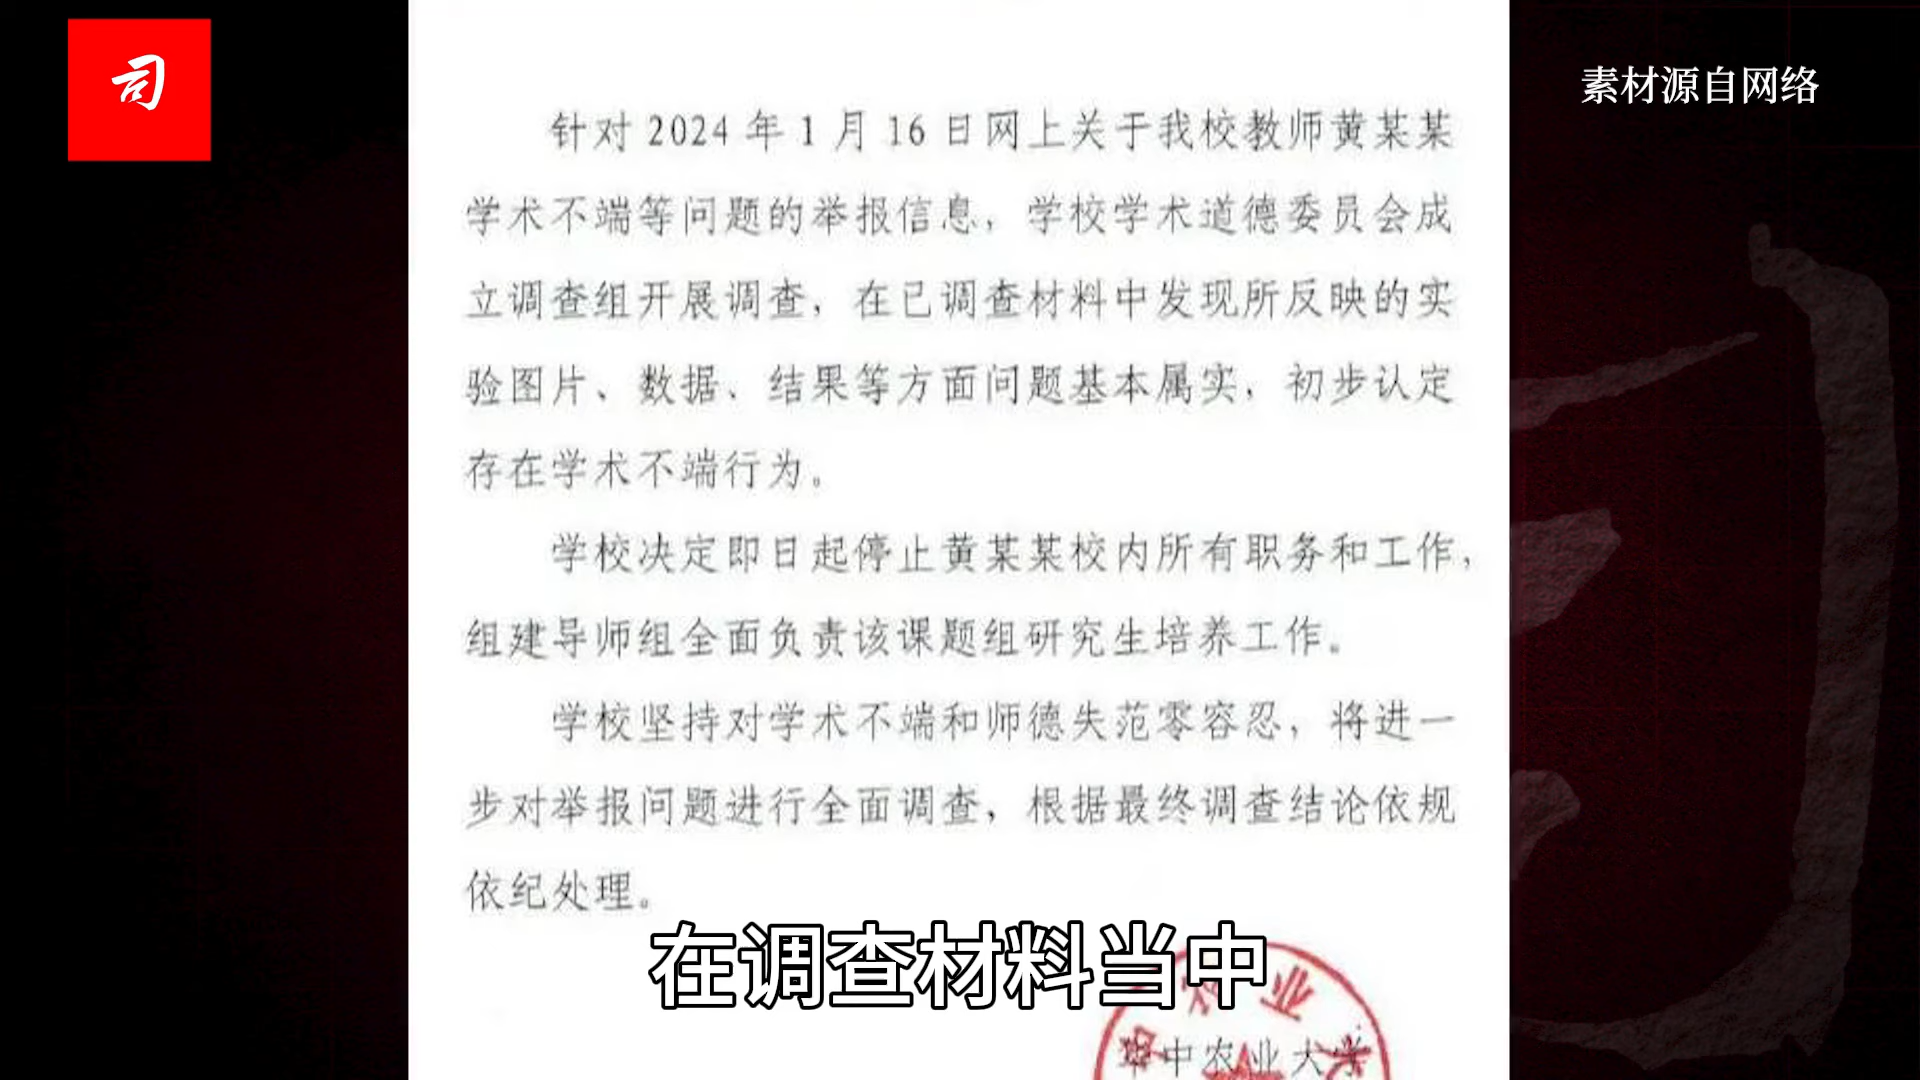 司
素材源自网络
针对 2024 年 1 月 16 日网上关于我校教师黄某某
学术不端等问题的举报信息，学校学术道德委员会成
立调查组开展调查，在已调查材料中发现所反映的实
验图片、数据、结果等方面问题基本属实，初步认定
存在学术不端行为。
学校决定即日起停止黄某某校内所有职务和工作，
组建导师组全面负责该课题组研究生培养工作。
学校坚持对学术不端和师德失范零容忍，将进一
步对举报问题进行全面调查，根据最终调查结论依规
依纪处理。
在调查材料当中
华中农业大学